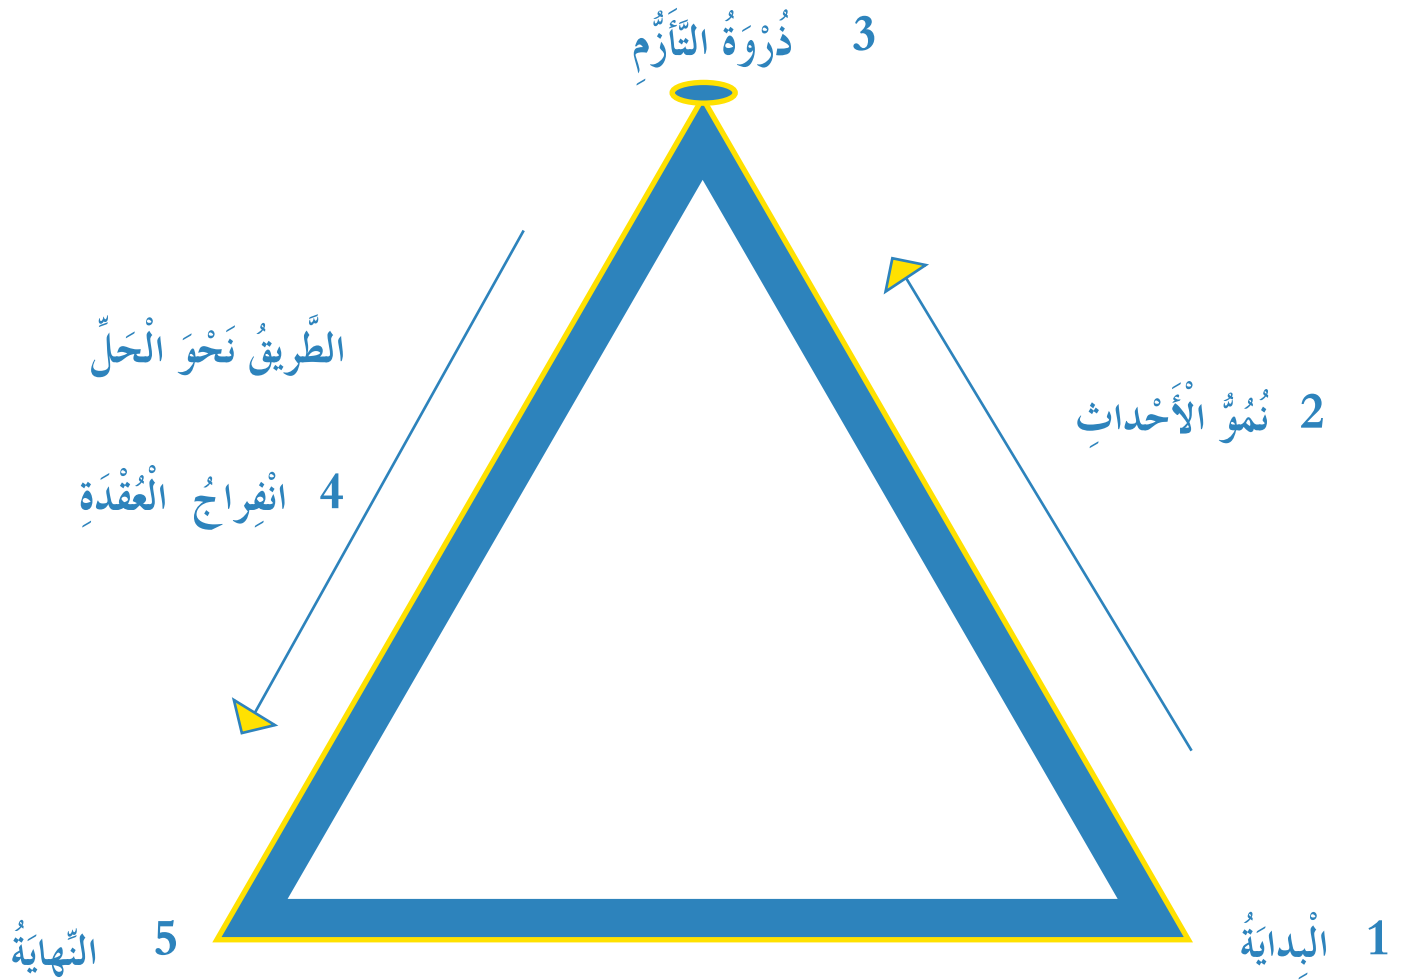 3 ذُرْوَةُ التَّأَزُّمِ
الطَّريقُ نَحْوَ الْحَلِّ
2 نُمُوُّ الْأَحْداثِ
4 انْفِراجُ الْعُقْدَةِ
1 الْبِدايَةُ
5 النِّهايَةُ